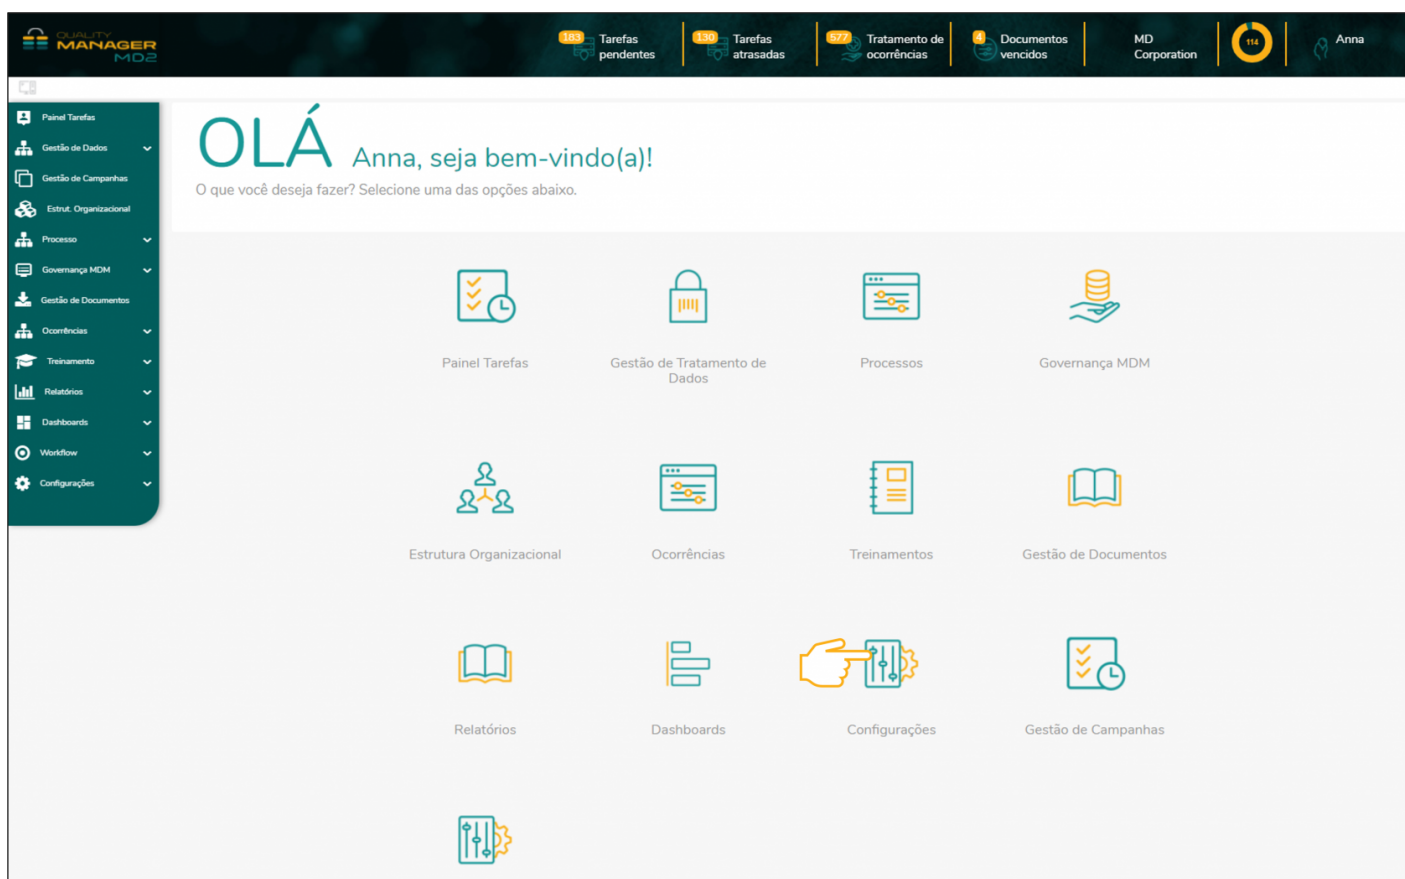 QUALITY
MANAGER
MD2
183 Tarefas
pendentes
130 Tarefas
atrasadas
577 Tratamento de
ocorrências
4 Documentos
vencidos
MD
Corporation
114
Anna
Painel Tarefas
Gestão de Dados
Gestão de Campanhas
Estrut. Organizacional
Processo
Governança MDM
Gestão de Documentos
Ocorrências
Treinamento
Relatórios
Dashboards
Workflow
Configurações
OLÁ Anna, seja bem-vindo(a)!
O que você deseja fazer? Selecione uma das opções abaixo.
Painel Tarefas
Gestão de Tratamento de
Dados
Processos
Governança MDM
Estrutura Organizacional
Ocorrências
Treinamentos
Gestão de Documentos
Relatórios
Dashboards
Configurações
Gestão de Campanhas